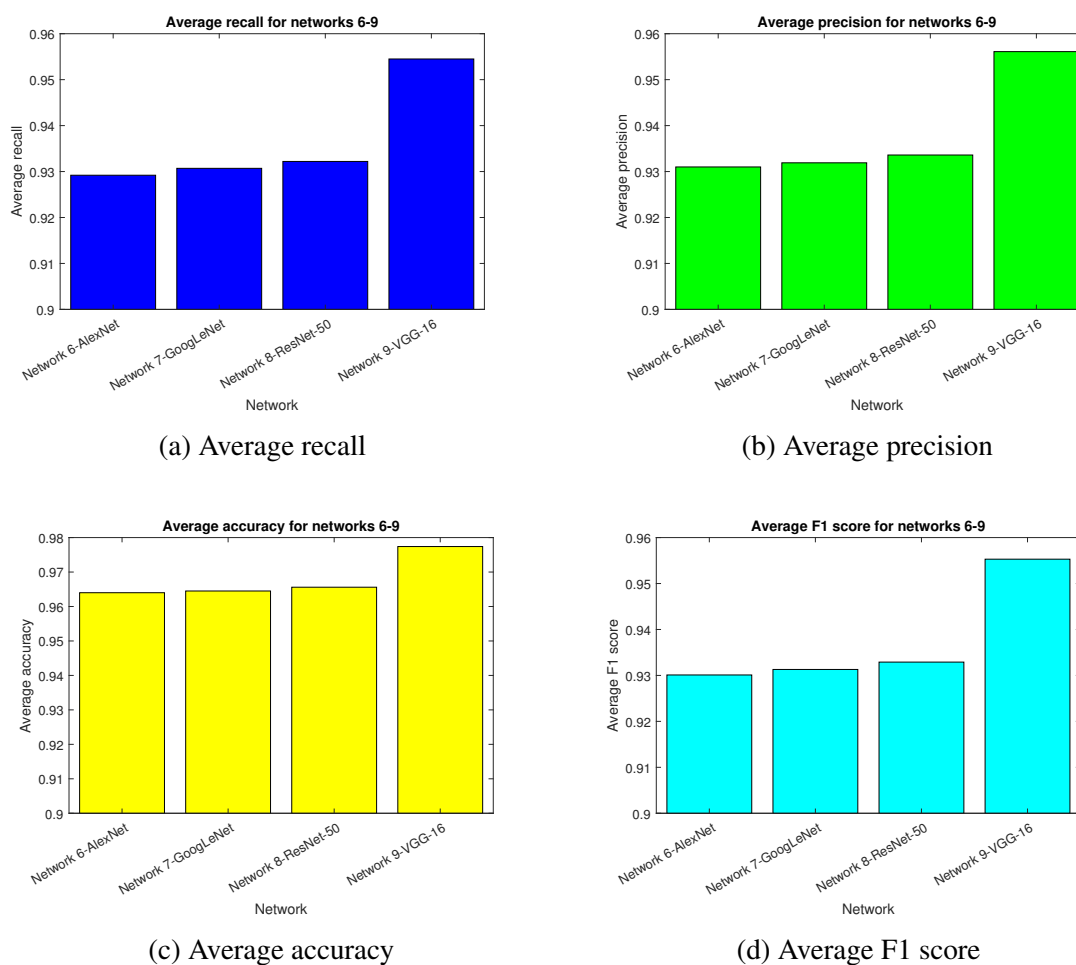 Average recall for networks 6-9
0.96
0.95
0.94
0.93
0.92
0.91
0.9
Average recall
Network 6-AlexNet
Network 7-GoogLeNet
Network 8-ResNet-50
Network 9-VGG-16
Network
(a) Average recall
Average precision for networks 6-9
0.96
0.95
0.94
0.93
0.92
0.91
0.9
Average precision
Network 6-AlexNet
Network 7-GoogLeNet
Network 8-ResNet-50
Network 9-VGG-16
Network
(b) Average precision
Average accuracy for networks 6-9
0.98
0.97
0.96
0.95
0.94
0.93
0.92
0.91
0.9
Average accuracy
Network 6-AlexNet
Network 7-GoogLeNet
Network 8-ResNet-50
Network 9-VGG-16
Network
(c) Average accuracy
Average F1 score for networks 6-9
0.96
0.95
0.94
0.93
0.92
0.91
0.9
Average F1 score
Network 6-AlexNet
Network 7-GoogLeNet
Network 8-ResNet-50
Network 9-VGG-16
Network
(d) Average F1 score